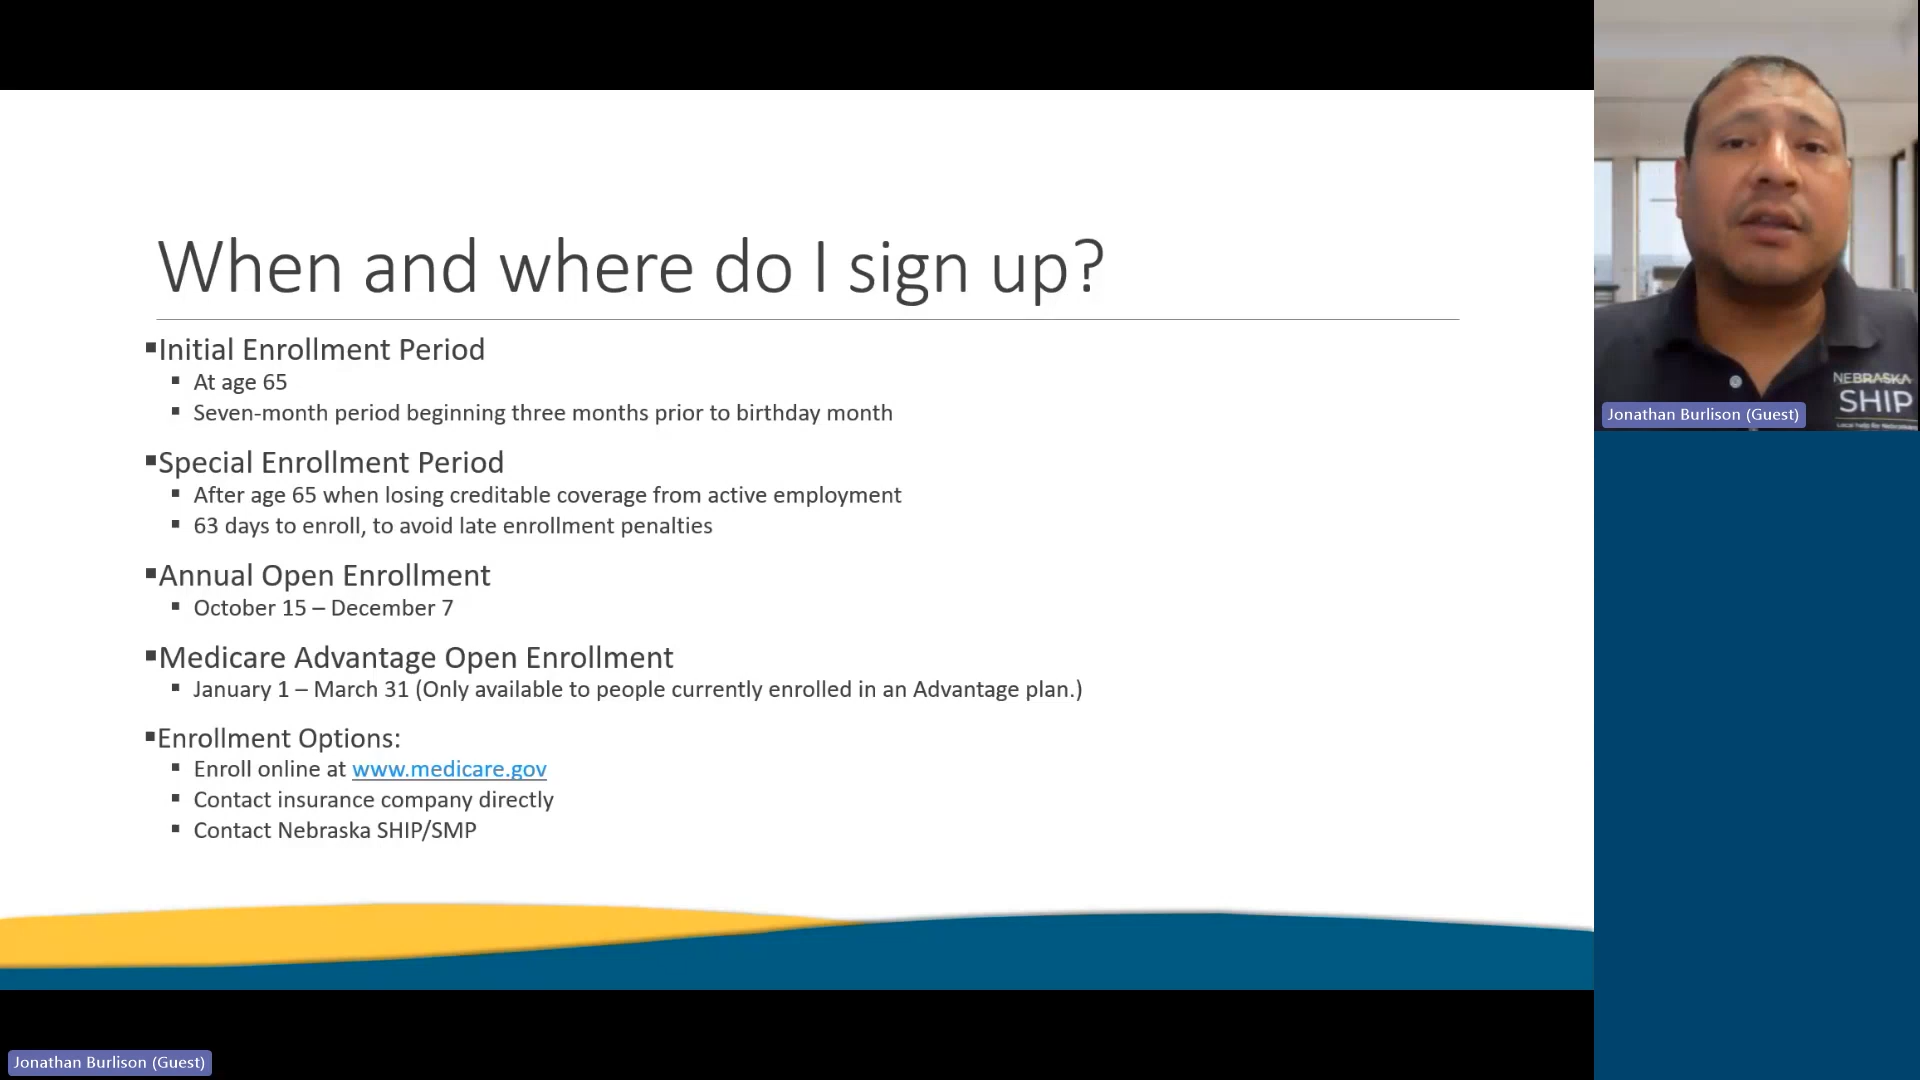 When and where do I sign up?
▪Initial Enrollment Period
▪ At age 65
▪ Seven-month period beginning three months prior to birthday month
▪Special Enrollment Period
▪ After age 65 when losing creditable coverage from active employment
▪ 63 days to enroll, to avoid late enrollment penalties
▪Annual Open Enrollment
▪ October 15 – December 7
▪Medicare Advantage Open Enrollment
▪ January 1 – March 31 (Only available to people currently enrolled in an Advantage plan.)
▪Enrollment Options:
▪ Enroll online at www.medicare.gov
▪ Contact insurance company directly
▪ Contact Nebraska SHIP/SMP
NEBRASKA
SHIP
Jonathan Burlison (Guest)
Jonathan Burlison (Guest)